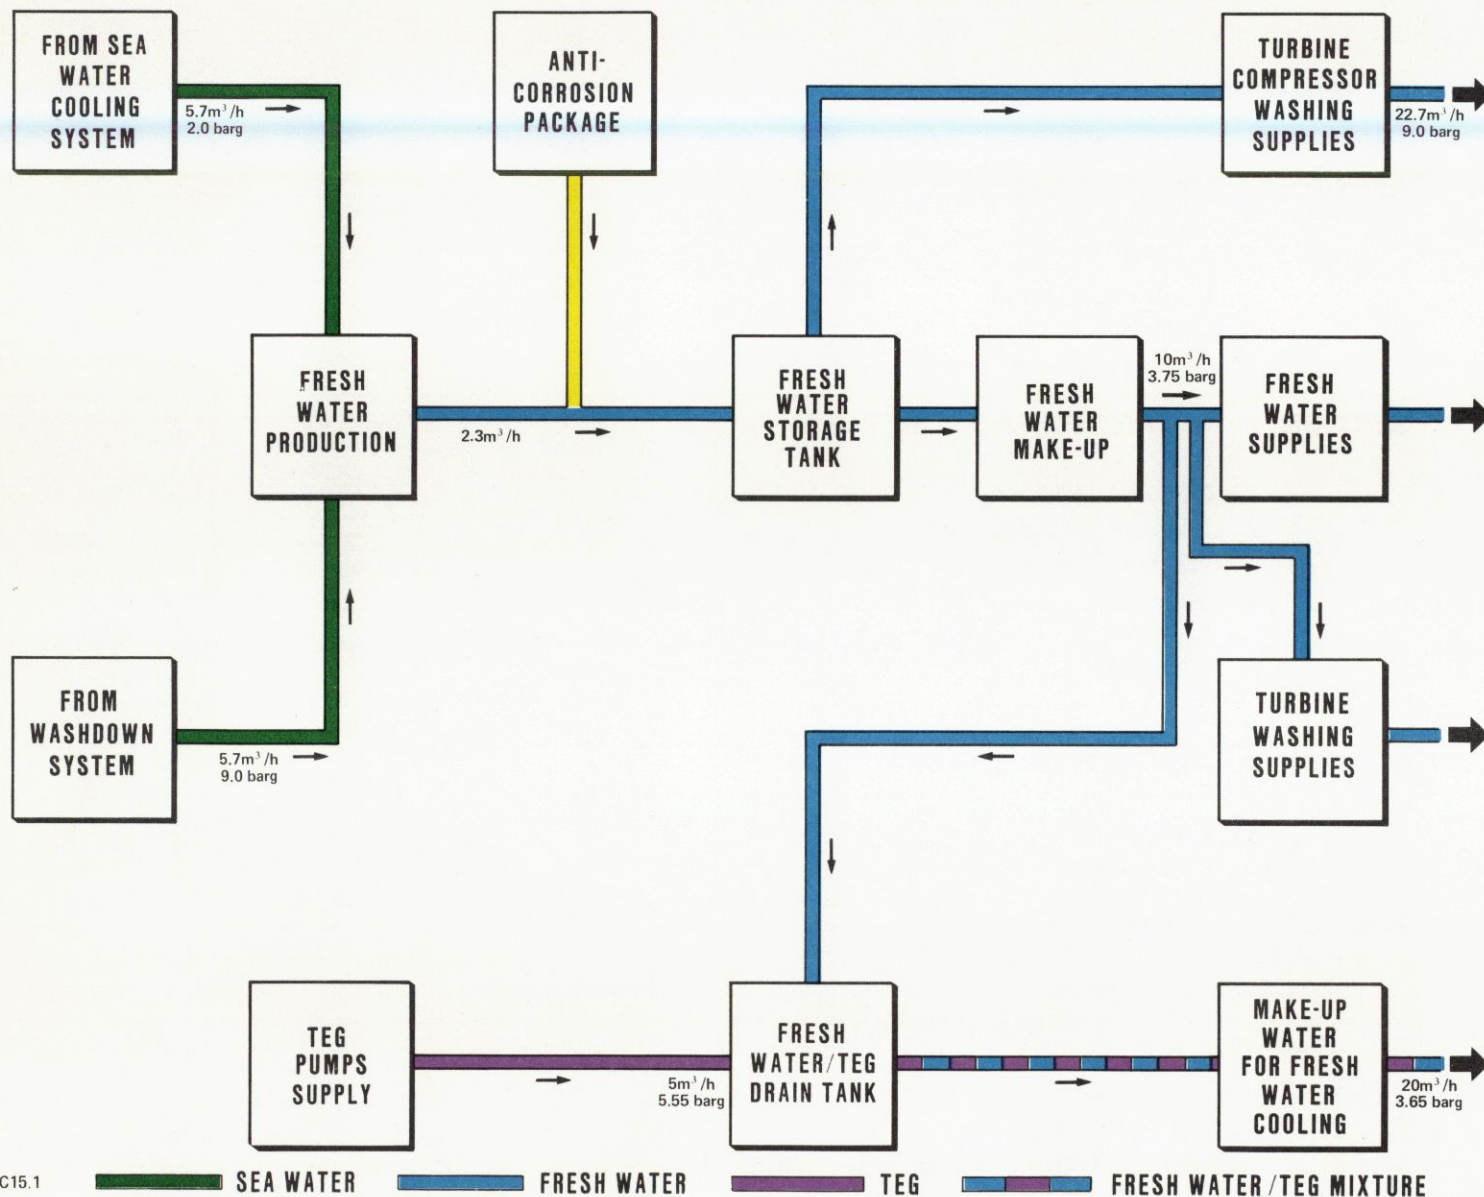 FROM SEA
WATER
COOLING
SYSTEM
5.7m³/h
2.0 barg
ANTI-
CORROSION
PACKAGE
TURBINE
COMPRESSOR
WASHING
SUPPLIES
22.7m³/h
9.0 barg
FRESH
WATER
PRODUCTION
2.3m³/h
FRESH
WATER
STORAGE
TANK
FRESH
WATER
MAKE-UP
10m³/h
3.75 barg
FRESH
WATER
SUPPLIES
FROM
WASHDOWN
SYSTEM
5.7m³/h
9.0 barg
TURBINE
WASHING
SUPPLIES
TEG
PUMPS
SUPPLY
5m³/h
5.55 barg
FRESH
WATER/TEG
DRAIN TANK
MAKE-UP
WATER
FOR FRESH
WATER
COOLING
20m³/h
3.65 barg
C15.1
SEA WATER
FRESH WATER
TEG
FRESH WATER/TEG MIXTURE